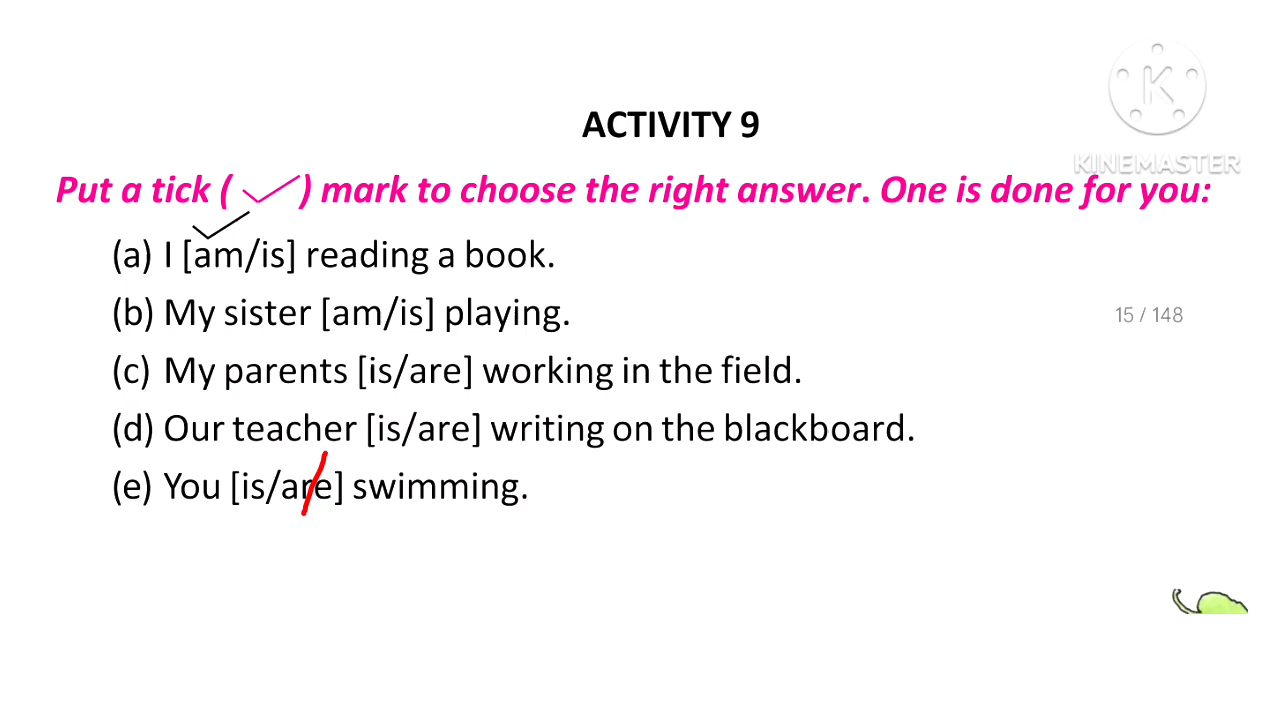 ACTIVITY 9
KINEMASTER
Put a tick ( ✓ ) mark to choose the right answer. One is done for you:
(a) I [am/is] reading a book.
(b) My sister [am/is] playing.
15 / 148
(c) My parents [is/are] working in the field.
(d) Our teacher [is/are] writing on the blackboard.
(e) You [is/are] swimming.